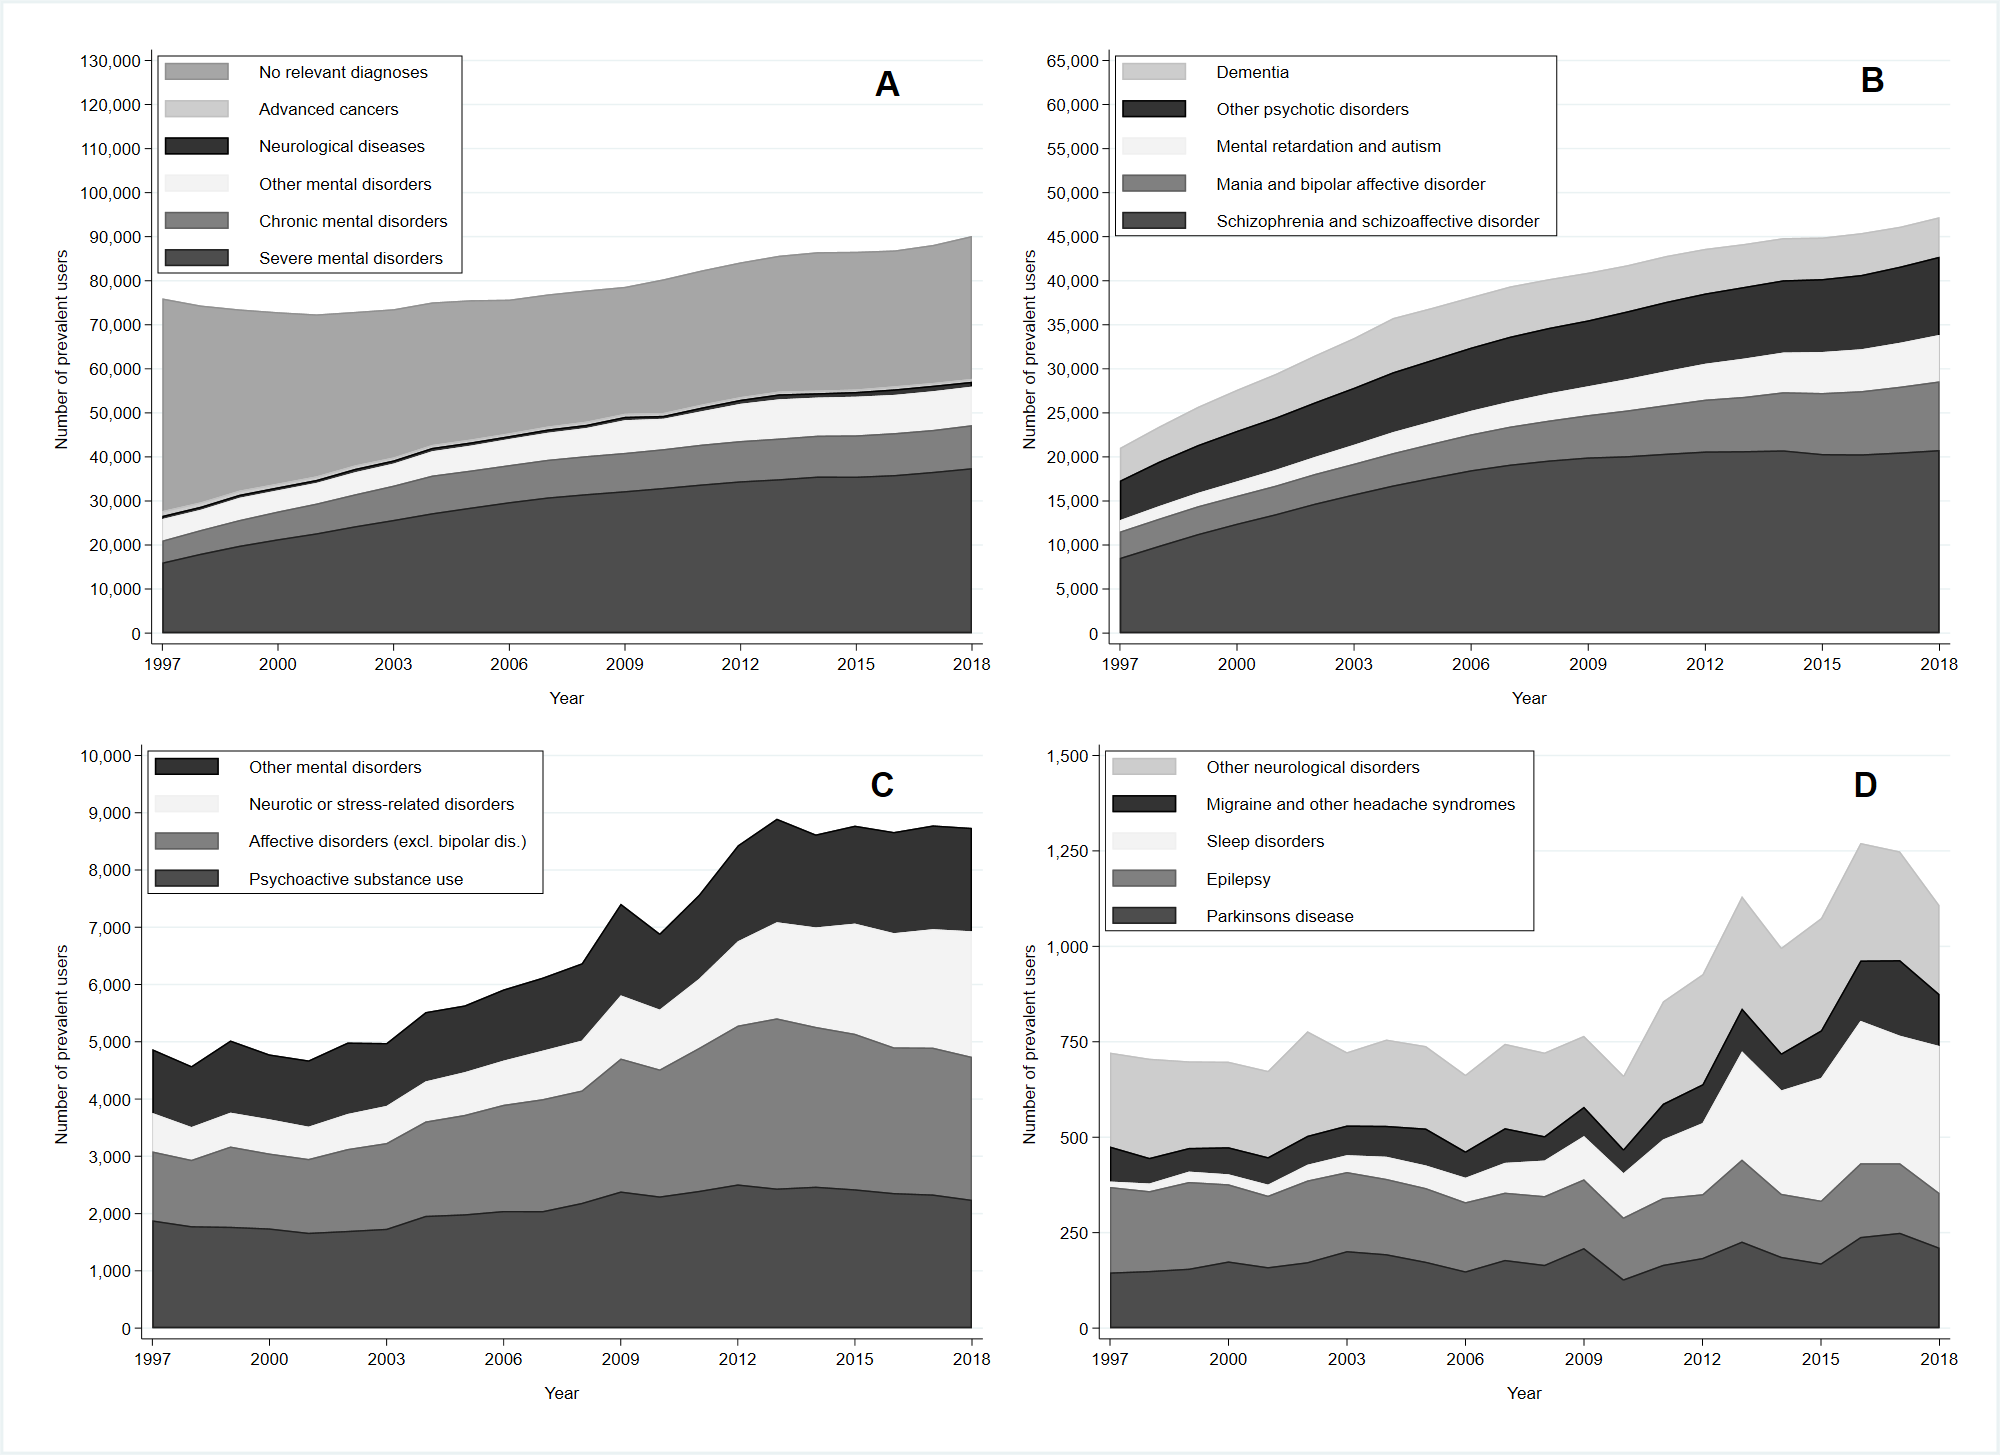 A
No relevant diagnoses
Advanced cancers
Neurological diseases
Other mental disorders
Chronic mental disorders
Severe mental disorders
Number of prevalent users
130,000
120,000
110,000
100,000
90,000
80,000
70,000
60,000
50,000
40,000
30,000
20,000
10,000
0
1997 2000 2003 2006 2009 2012 2015 2018
Year
B
Dementia
Other psychotic disorders
Mental retardation and autism
Mania and bipolar affective disorder
Schizophrenia and schizoaffective disorder
Number of prevalent users
65,000
60,000
55,000
50,000
45,000
40,000
35,000
30,000
25,000
20,000
15,000
10,000
5,000
0
1997 2000 2003 2006 2009 2012 2015 2018
Year
C
Other mental disorders
Neurotic or stress-related disorders
Affective disorders (excl. bipolar dis.)
Psychoactive substance use
Number of prevalent users
10,000
9,000
8,000
7,000
6,000
5,000
4,000
3,000
2,000
1,000
0
1997 2000 2003 2006 2009 2012 2015 2018
Year
D
Other neurological disorders
Migraine and other headache syndromes
Sleep disorders
Epilepsy
Parkinsons disease
Number of prevalent users
1,500
1,250
1,000
750
500
250
0
1997 2000 2003 2006 2009 2012 2015 2018
Year